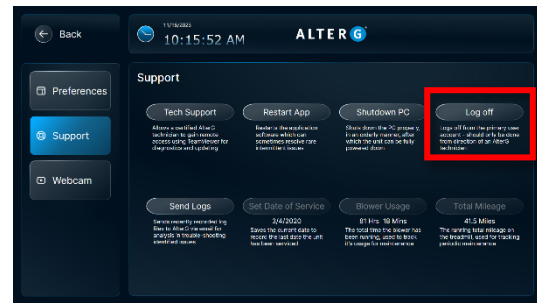 Back
11/15/2023
10:15:52 AM
ALTER G
Preferences
Support
Webcam
Support
Tech Support
Allows a certified AlterG
technician to gain remote
access using TeamViewer for
diagnostics and updating
Restart App
Restarts the application
software which can
sometimes resolve rare
intermittent issues
Shutdown PC
Shuts down the PC properly,
in an orderly manner, after
which the unit can be fully
powered down
Log off
Logs off from the primary user
account - should only be done
from direction of an AlterG
technician
Send Logs
Sends recently recorded log
files to AlterG via email for
analysis in trouble-shooting
identified issues
Set Date of Service
3/4/2020
Saves the current date to
record the last date the unit
has been serviced
Blower Usage
81 Hrs 18 Mins
The total time the blower has
been running, used to track
it's usage for maintenance
Total Mileage
41.5 Miles
The running total mileage on
the treadmill, used for tracking
periodic maintenance